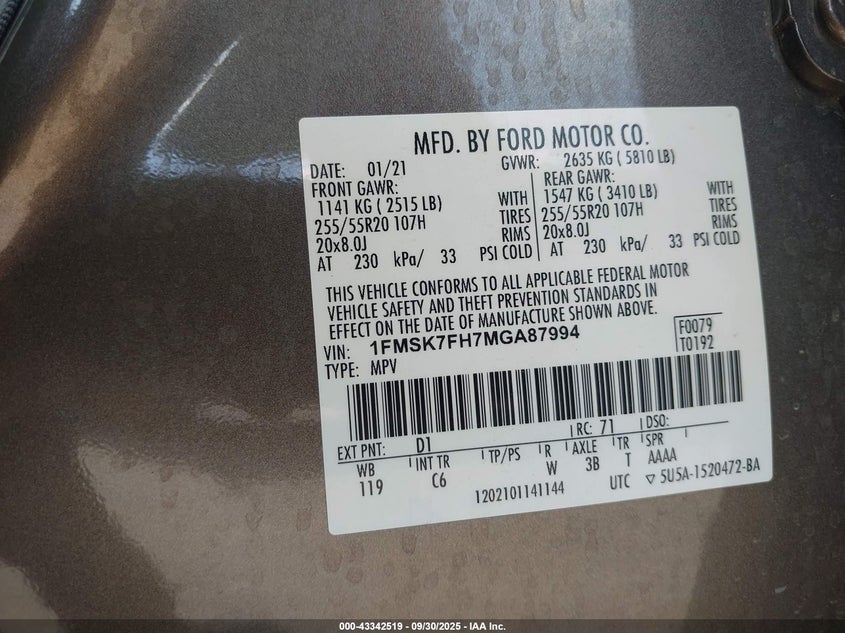 MFD. BY FORD MOTOR CO.
DATE: 01/21 GVWR: 2635 KG ( 5810 LB)
FRONT GAWR: REAR GAWR:
1141 KG ( 2515 LB) WITH 1547 KG ( 3410 LB) WITH
255/55R20 107H TIRES 255/55R20 107H TIRES
20x8.0J RIMS 20x8.0J RIMS
AT 230 kPa/ 33 PSI COLD AT 230 kPa/ 33 PSI COLD
THIS VEHICLE CONFORMS TO ALL APPLICABLE FEDERAL MOTOR
VEHICLE SAFETY AND THEFT PREVENTION STANDARDS IN
EFFECT ON THE DATE OF MANUFACTURE SHOWN ABOVE.
VIN: 1FMSK7FH7MGA87994 F0079
TYPE: MPV T0192
EXT PNT: D1 RC: 71 DSO:
WB INT TR TP/PS R AXLE TR SPR
119 C6 W 3B T AAAA
1202101141144 UTC ▽ 5U5A-1520472-BA
000-43342519 - 09/30/2025 - IAA Inc.